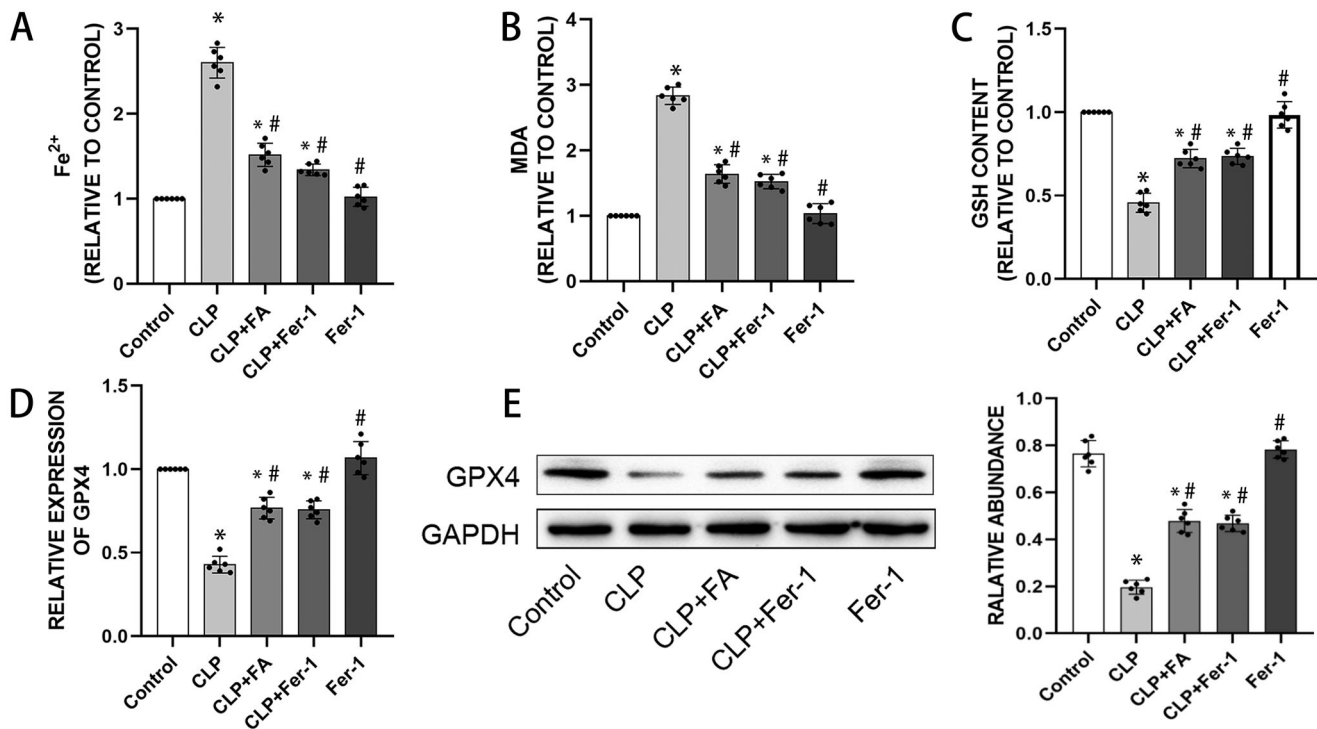 A
Fe2+
(RELATIVE TO CONTROL)
3
2
1
0
*
* #
* #
#
Control
CLP
CLP+FA
CLP+Fer-1
Fer-1
B
MDA
(RELATIVE TO CONTROL)
4
3
2
1
0
*
* #
* #
#
Control
CLP
CLP+FA
CLP+Fer-1
Fer-1
C
GSH CONTENT
(RELATIVE TO CONTROL)
1.5
1.0
0.5
0.0
*
* #
* #
#
Control
CLP
CLP+FA
CLP+Fer-1
Fer-1
D
RELATIVE EXPRESSION
OF GPX4
1.5
1.0
0.5
0.0
*
* #
* #
#
Control
CLP
CLP+FA
CLP+Fer-1
Fer-1
E
GPX4
GAPDH
Control
CLP
CLP+FA
CLP+Fer-1
Fer-1
RALATIVE ABUNDANCE
1.0
0.8
0.6
0.4
0.2
0.0
*
* #
* #
#
Control
CLP
CLP+FA
CLP+Fer-1
Fer-1